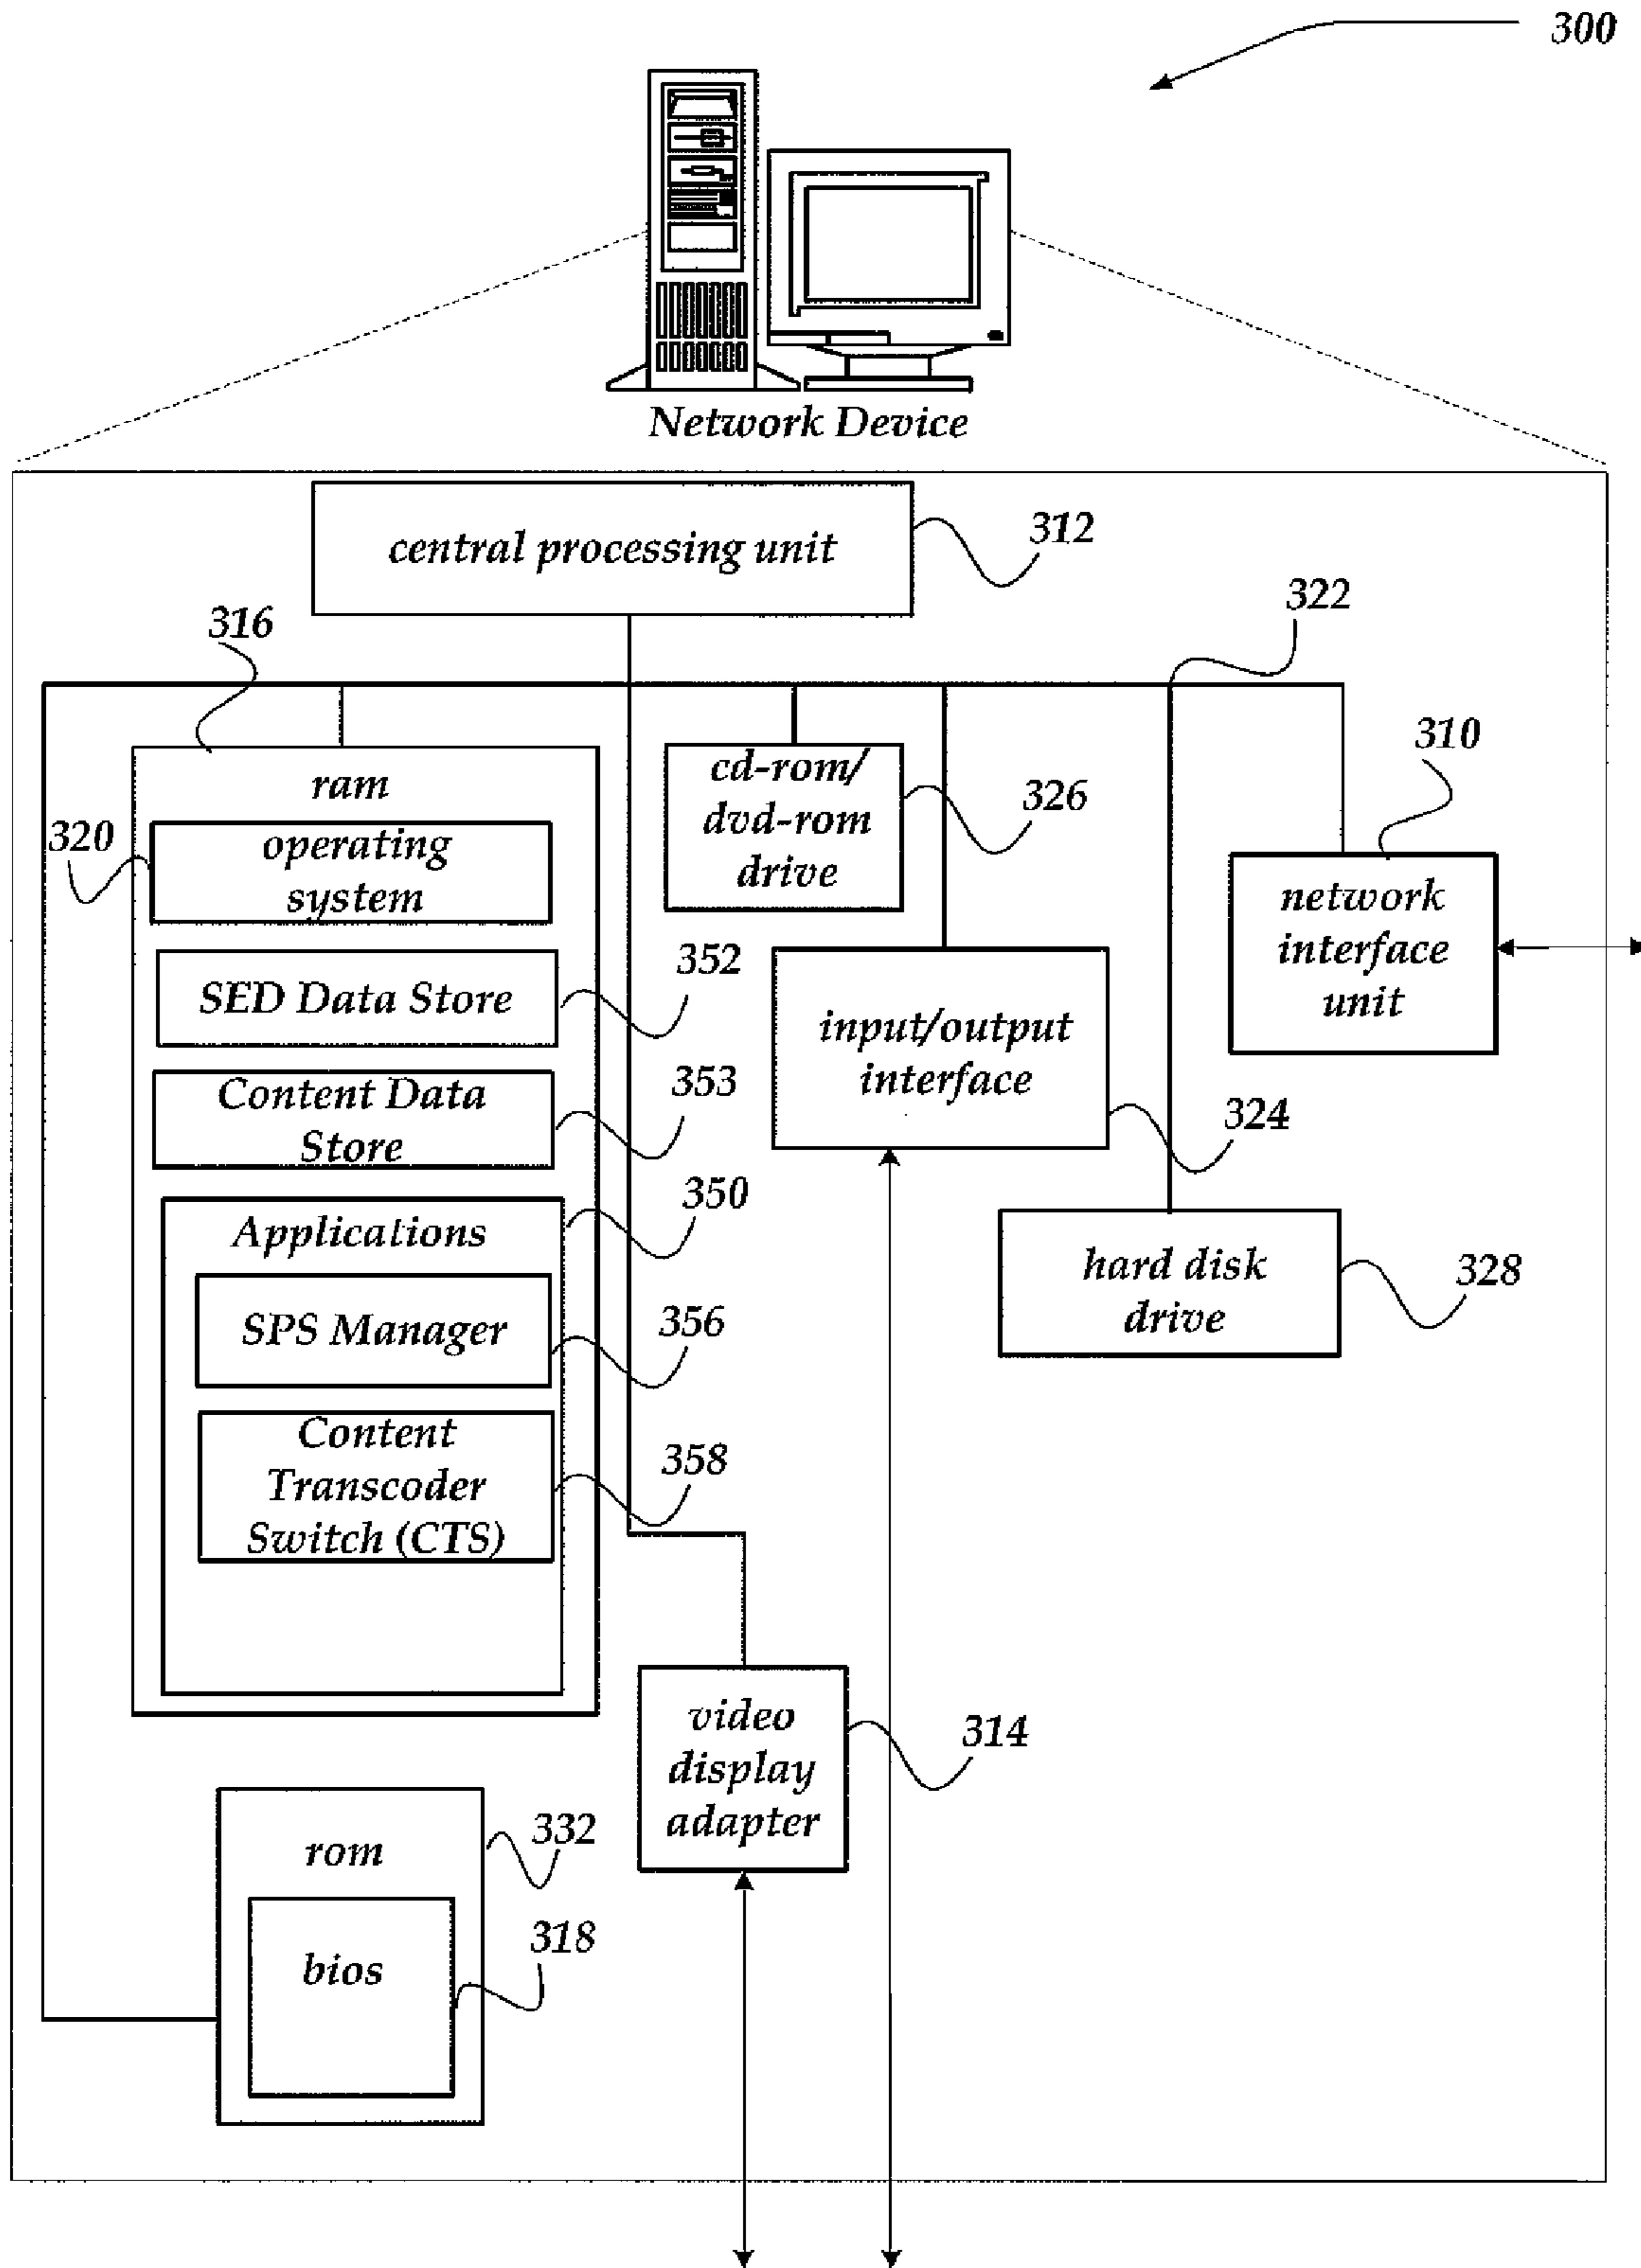 300
Network Device
central processing unit
312
322
316
310
ram
cd-rom/
dvd-rom
drive
326
320
operating
system
network
interface
unit
352
SED Data Store
input/output
interface
353
Content Data
Store
324
350
Applications
hard disk
drive
328
356
SPS Manager
Content
Transcoder
Switch (CTS)
358
video
display
adapter
314
332
rom
318
bios